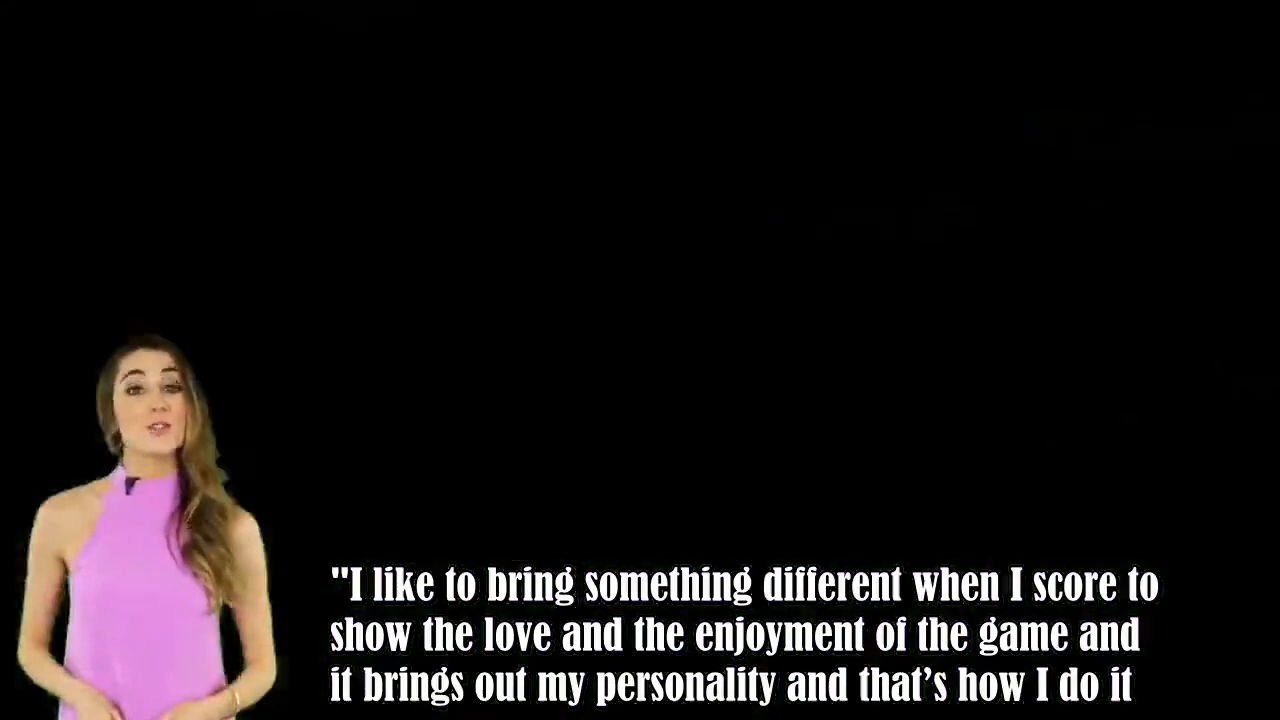 "I like to bring something different when I score to
show the love and the enjoyment of the game and
it brings out my personality and that’s how I do it